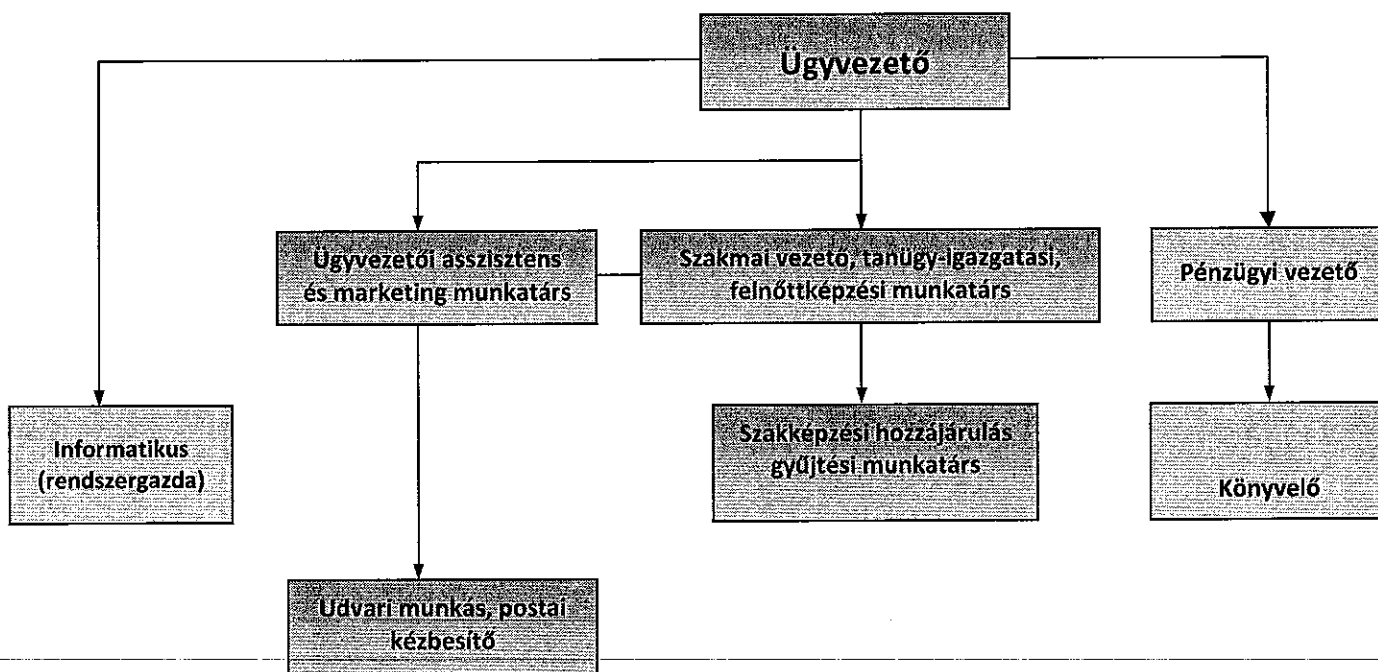 Ügyvezető
Ügyvezetői asszisztens
és marketing munkatárs
Szakmai vezető, tanügy-igazgatási,
felnőttképzési munkatárs
Pénzügyi vezető
Informatikus
(rendszergazda)
Szakképzési hozzájárulás
gyűjtési munkatárs
Könyvelő
Udvari munkás, postai
kézbesítő